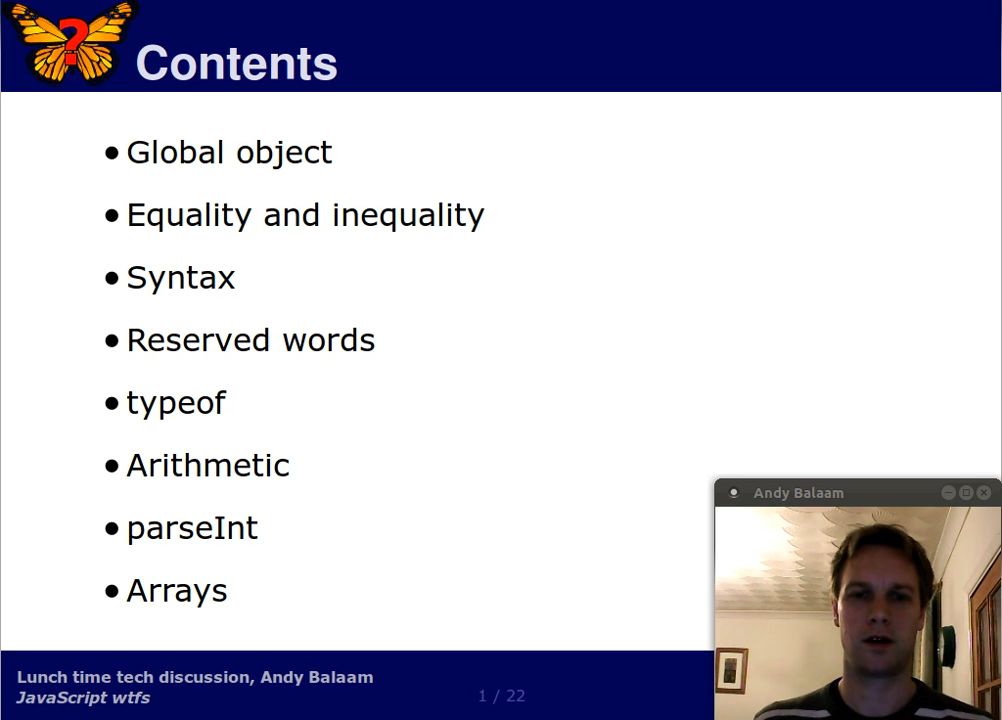 ?
Contents
Global object
Equality and inequality
Syntax
Reserved words
typeof
Arithmetic
parseInt
Arrays
Andy Balaam
Lunch time tech discussion, Andy Balaam
JavaScript wtfs
1 / 22